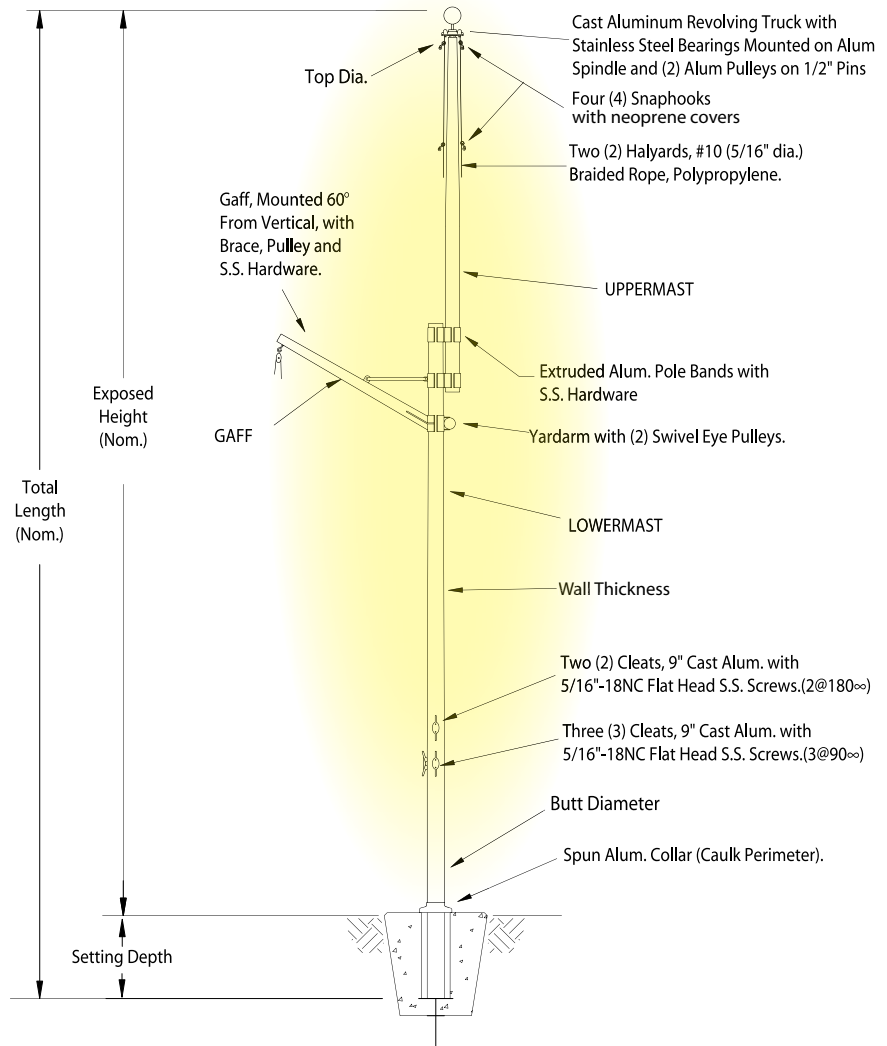 Cast Aluminum Revolving Truck with
Stainless Steel Bearings Mounted on Alum
Spindle and (2) Alum Pulleys on 1/2" Pins
Top Dia.
Four (4) Snaphooks
with neoprene covers
Two (2) Halyards, #10 (5/16" dia.)
Braided Rope, Polypropylene.
Gaff, Mounted 60°
From Vertical, with
Brace, Pulley and
S.S. Hardware.
UPPERMAST
Extruded Alum. Pole Bands with
S.S. Hardware
Exposed
Height
(Nom.)
GAFF
Yardarm with (2) Swivel Eye Pulleys.
Total
Length
(Nom.)
LOWERMAST
Wall Thickness
Two (2) Cleats, 9" Cast Alum. with
5/16"-18NC Flat Head S.S. Screws.(2@180∞)
Three (3) Cleats, 9" Cast Alum. with
5/16"-18NC Flat Head S.S. Screws.(3@90∞)
Butt Diameter
Spun Alum. Collar (Caulk Perimeter).
Setting Depth